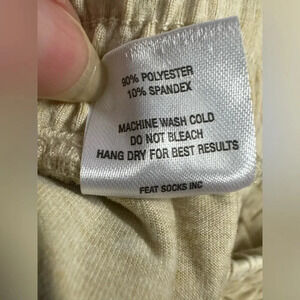 90% POLYESTER
10% SPANDEX
MACHINE WASH COLD
DO NOT BLEACH
HANG DRY FOR BEST RESULTS
FEAT SOCKS INC